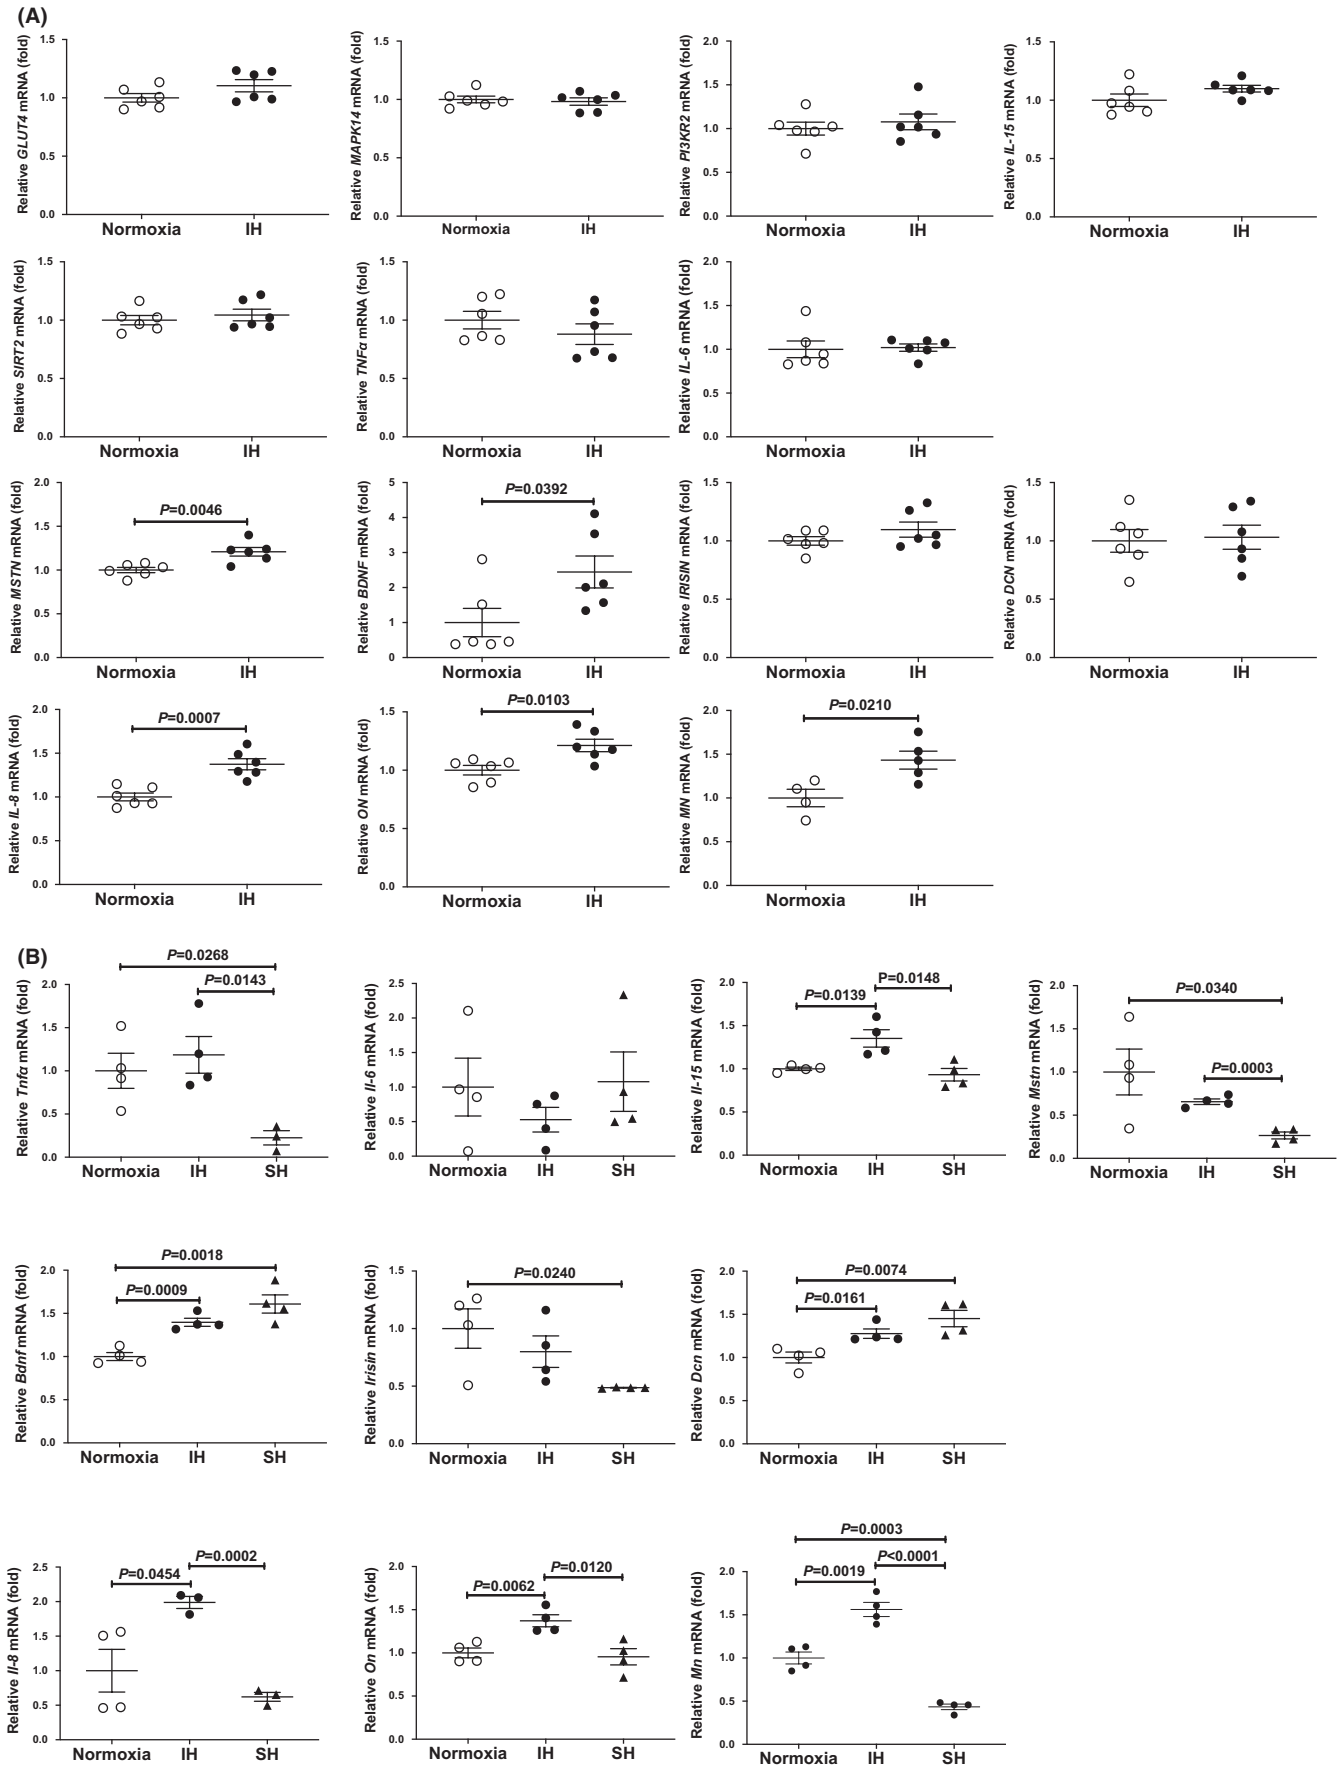 (A)
Relative GLUT4 mRNA (fold)
1.5
1.0
0.5
0.0
Normoxia IH
Relative MAPK14 mRNA (fold)
1.5
1.0
0.5
0.0
Normoxia IH
Relative PI3KR2 mRNA (fold)
2.0
1.5
1.0
0.5
0.0
Normoxia IH
Relative IL-15 mRNA (fold)
1.5
1.0
0.5
0.0
Normoxia IH
Relative SIRT2 mRNA (fold)
1.5
1.0
0.5
0.0
Normoxia IH
Relative TNFα mRNA (fold)
1.5
1.0
0.5
0.0
Normoxia IH
Relative IL-6 mRNA (fold)
2.0
1.5
1.0
0.5
0.0
Normoxia IH
Relative MSTN mRNA (fold)
2.0
1.5
1.0
0.5
0.0
P=0.0046
Normoxia IH
Relative BDNF mRNA (fold)
5
4
3
2
1
0
P=0.0392
Normoxia IH
Relative IRISIN mRNA (fold)
1.5
1.0
0.5
0.0
Normoxia IH
Relative DCN mRNA (fold)
1.5
1.0
0.5
0.0
Normoxia IH
Relative IL-8 mRNA (fold)
2.0
1.5
1.0
0.5
0.0
P=0.0007
Normoxia IH
Relative ON mRNA (fold)
1.5
1.0
0.5
0.0
P=0.0103
Normoxia IH
Relative MN mRNA (fold)
2.0
1.5
1.0
0.5
0.0
P=0.0210
Normoxia IH
(B)
Relative Tnfα mRNA (fold)
2.0
1.5
1.0
0.5
0.0
P=0.0268
P=0.0143
Normoxia IH SH
Relative Il-6 mRNA (fold)
2.5
2.0
1.5
1.0
0.5
0.0
Normoxia IH SH
Relative Il-15 mRNA (fold)
2.0
1.5
1.0
0.5
0.0
P=0.0148
P=0.0139
Normoxia IH SH
Relative Mstn mRNA (fold)
2.0
1.5
1.0
0.5
0.0
P=0.0340
P=0.0003
Normoxia IH SH
Relative Bdnf mRNA (fold)
2.0
1.5
1.0
0.5
0.0
P=0.0018
P=0.0009
Normoxia IH SH
Relative Irisin mRNA (fold)
1.5
1.0
0.5
0.0
P=0.0240
Normoxia IH SH
Relative Dcn mRNA (fold)
2.0
1.5
1.0
0.5
0.0
P=0.0074
P=0.0161
Normoxia IH SH
Relative Il-8 mRNA (fold)
2.5
2.0
1.5
1.0
0.5
0.0
P=0.0002
P=0.0454
Normoxia IH SH
Relative On mRNA (fold)
2.0
1.5
1.0
0.5
0.0
P=0.0120
P=0.0062
Normoxia IH SH
Relative Mn mRNA (fold)
2.0
1.5
1.0
0.5
0.0
P=0.0003
P<0.0001
P=0.0019
Normoxia IH SH